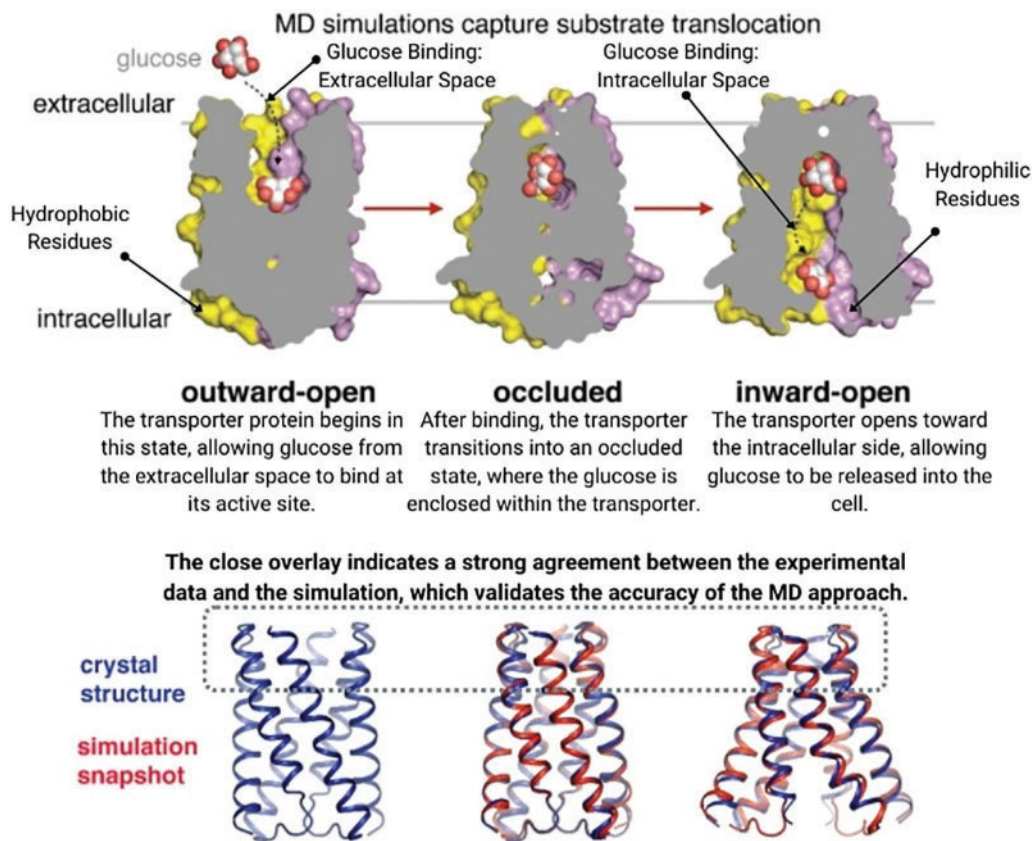 MD simulations capture substrate translocation
glucose
Glucose Binding:
Extracellular Space
Glucose Binding:
Intracellular Space
extracellular
Hydrophobic
Residues
Hydrophilic
Residues
intracellular
outward-open
The transporter protein begins in
this state, allowing glucose from
the extracellular space to bind at
its active site.
occluded
After binding, the transporter
transitions into an occluded
state, where the glucose is
enclosed within the transporter.
inward-open
The transporter opens toward
the intracellular side, allowing
glucose to be released into the
cell.
The close overlay indicates a strong agreement between the experimental
data and the simulation, which validates the accuracy of the MD approach.
crystal
structure
simulation
snapshot